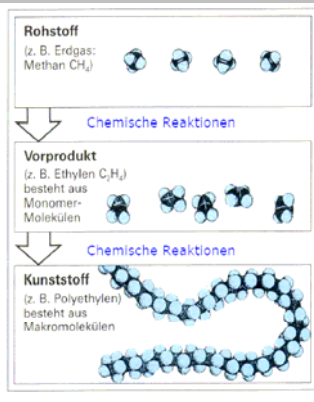 Rohstoff
(z. B. Erdgas:
Methan CH₄)
Chemische Reaktionen
Vorprodukt
(z. B. Ethylen C₂H₄)
besteht aus
Monomer-
Molekülen
Chemische Reaktionen
Kunststoff
(z. B. Polyethylen)
besteht aus
Makromolekülen